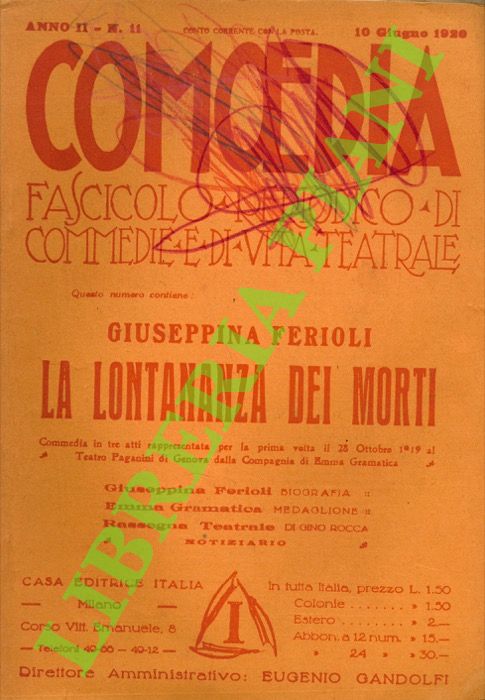 ANNO II - N. 11 CONTO CORRENTE CON LA POSTA. 10 Giugno 1920
COMOEDIA
FASCICOLO PERIODICO DI
COMMEDIE E DI VITA TEATRALE
Questo numero contiene:
GIUSEPPINA FERIOLI
LA LONTANANZA DEI MORTI
Commedia in tre atti rappresentata per la prima volta il 28 Ottobre 1919 al
Teatro Paganini di Genova dalla Compagnia di Emma Gramatica
Giuseppina Ferioli BIOGRAFIA ::
Emma Gramatica MEDAGLIONE ::
Rassegna Teatrale DI GINO ROCCA
NOTIZIARIO
CASA EDITRICE ITALIA
— Milano —
Corso Vitt. Emanuele, 8
— Telefoni 49-66 - 49-12 —
I
In tutta Italia, prezzo L. 1.50
Colonie . . . . . . . » 1.50
Estero . . . . . . . » 2.—
Abbon. a 12 num. » 15.—
» 24 » » 30.—
Direttore Amministrativo: EUGENIO GANDOLFI
LIBRERIA PIANI